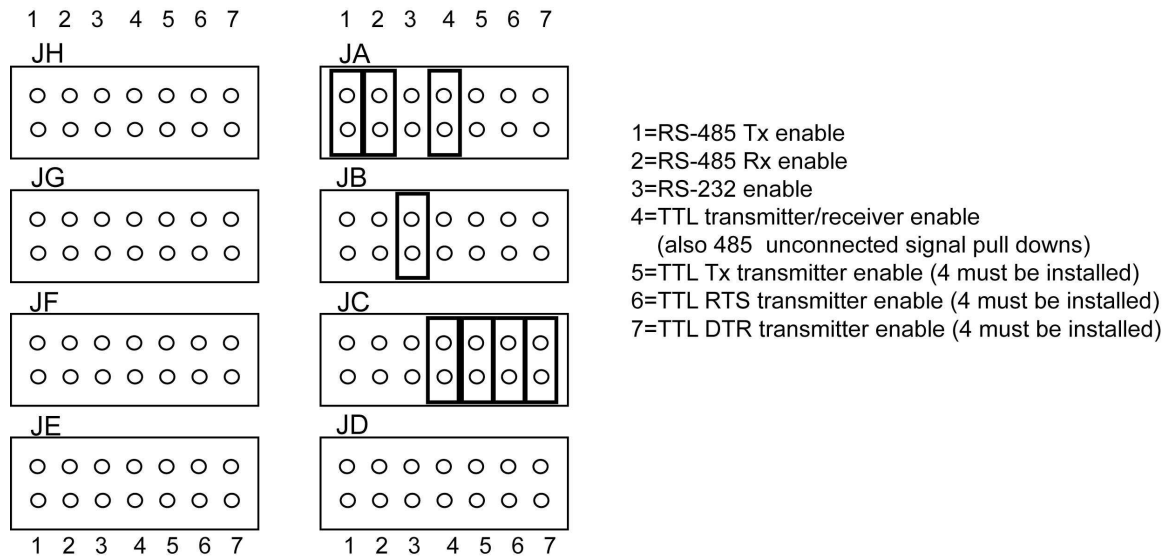 1 2 3 4 5 6 7
1 2 3 4 5 6 7
JH
JA
JG
JB
JF
JC
JE
JD
1 2 3 4 5 6 7
1 2 3 4 5 6 7
1=RS-485 Tx enable
2=RS-485 Rx enable
3=RS-232 enable
4=TTL transmitter/receiver enable
(also 485 unconnected signal pull downs)
5=TTL Tx transmitter enable (4 must be installed)
6=TTL RTS transmitter enable (4 must be installed)
7=TTL DTR transmitter enable (4 must be installed)